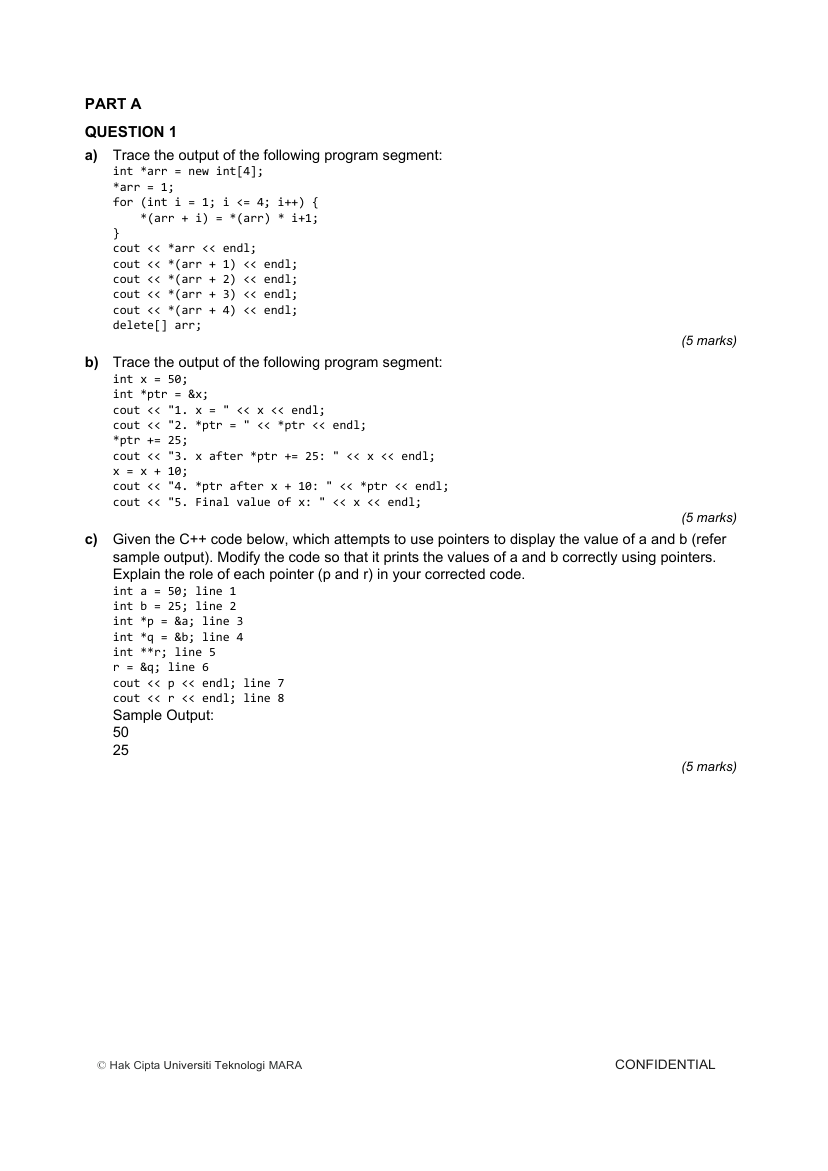 PART A
QUESTION 1
a) Trace the output of the following program segment:
int *arr = new int[4];
*arr = 1;
for (int i = 1; i <= 4; i++) {
    *(arr + i) = *(arr) * i+1;
}
cout << *arr << endl;
cout << *(arr + 1) << endl;
cout << *(arr + 2) << endl;
cout << *(arr + 3) << endl;
cout << *(arr + 4) << endl;
delete[] arr;
(5 marks)
b) Trace the output of the following program segment:
int x = 50;
int *ptr = &x;
cout << "1. x = " << x << endl;
cout << "2. *ptr = " << *ptr << endl;
*ptr += 25;
cout << "3. x after *ptr += 25: " << x << endl;
x = x + 10;
cout << "4. *ptr after x + 10: " << *ptr << endl;
cout << "5. Final value of x: " << x << endl;
(5 marks)
c) Given the C++ code below, which attempts to use pointers to display the value of a and b (refer
sample output). Modify the code so that it prints the values of a and b correctly using pointers.
Explain the role of each pointer (p and r) in your corrected code.
int a = 50; line 1
int b = 25; line 2
int *p = &a; line 3
int *q = &b; line 4
int **r; line 5
r = &q; line 6
cout << p << endl; line 7
cout << r << endl; line 8
Sample Output:
50
25
(5 marks)
© Hak Cipta Universiti Teknologi MARA CONFIDENTIAL